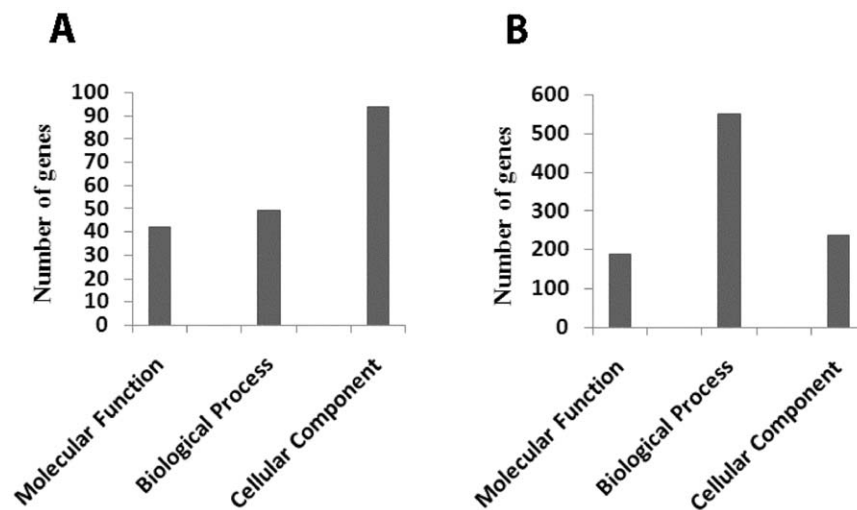 A
Number of genes
100
90
80
70
60
50
40
30
20
10
0
Molecular Function
Biological Process
Cellular Component
B
Number of genes
600
500
400
300
200
100
0
Molecular Function
Biological Process
Cellular Component